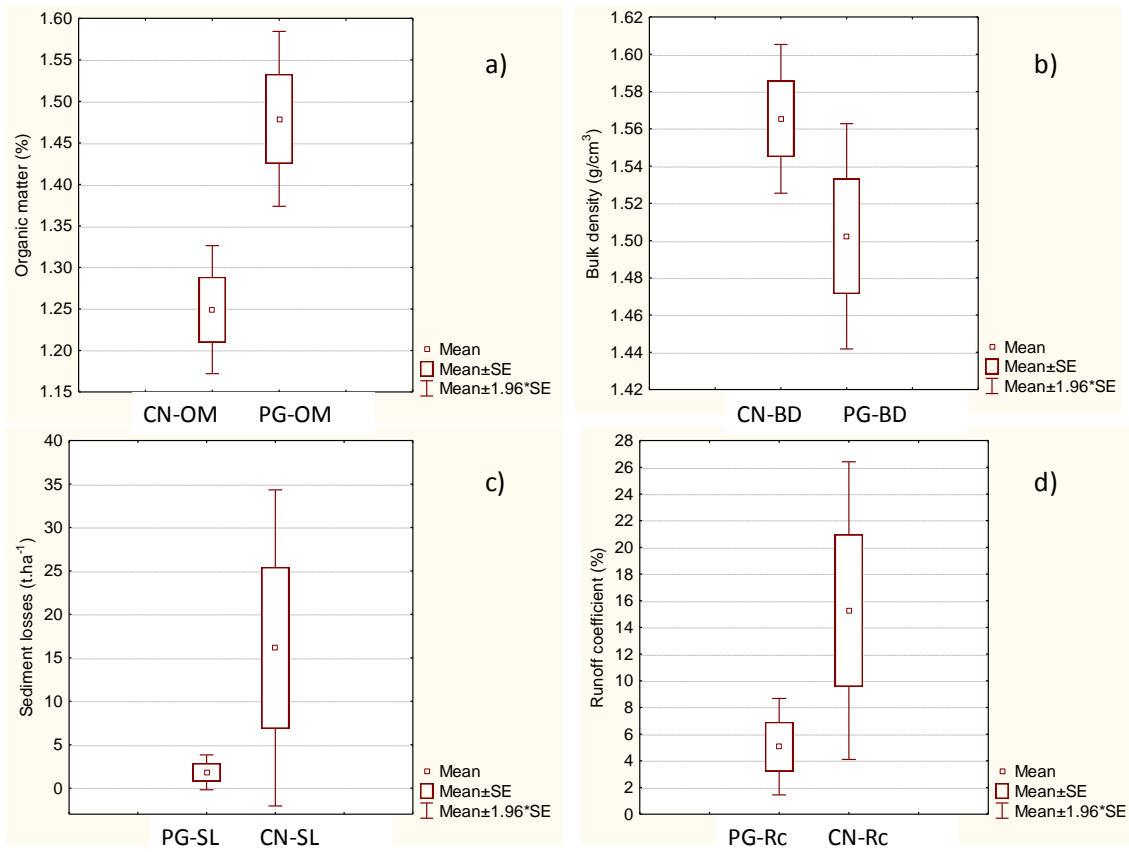 a)
Organic matter (%)
1.60
1.55
1.50
1.45
1.40
1.35
1.30
1.25
1.20
1.15
Mean
Mean±SE
Mean±1.96*SE
CN-OM PG-OM
b)
Bulk density (g/cm³)
1.62
1.60
1.58
1.56
1.54
1.52
1.50
1.48
1.46
1.44
1.42
Mean
Mean±SE
Mean±1.96*SE
CN-BD PG-BD
c)
Sediment losses (t.ha⁻¹)
40
35
30
25
20
15
10
5
0
Mean
Mean±SE
Mean±1.96*SE
PG-SL CN-SL
d)
Runoff coefficient (%)
28
26
24
22
20
18
16
14
12
10
8
6
4
2
0
Mean
Mean±SE
Mean±1.96*SE
PG-Rc CN-Rc